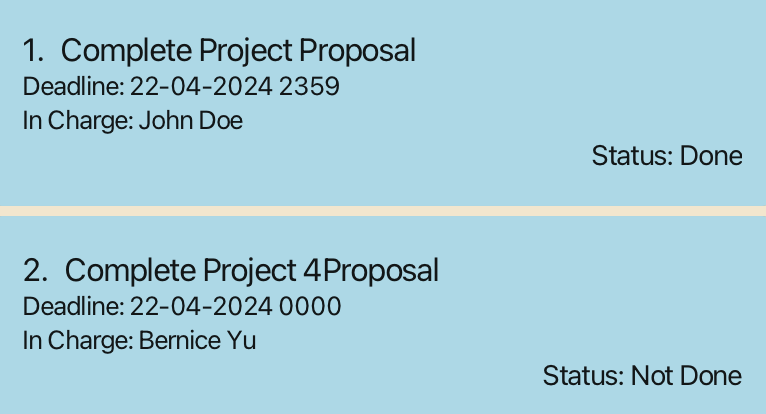 1. Complete Project Proposal
Deadline: 22-04-2024 2359
In Charge: John Doe
Status: Done
2. Complete Project 4Proposal
Deadline: 22-04-2024 0000
In Charge: Bernice Yu
Status: Not Done